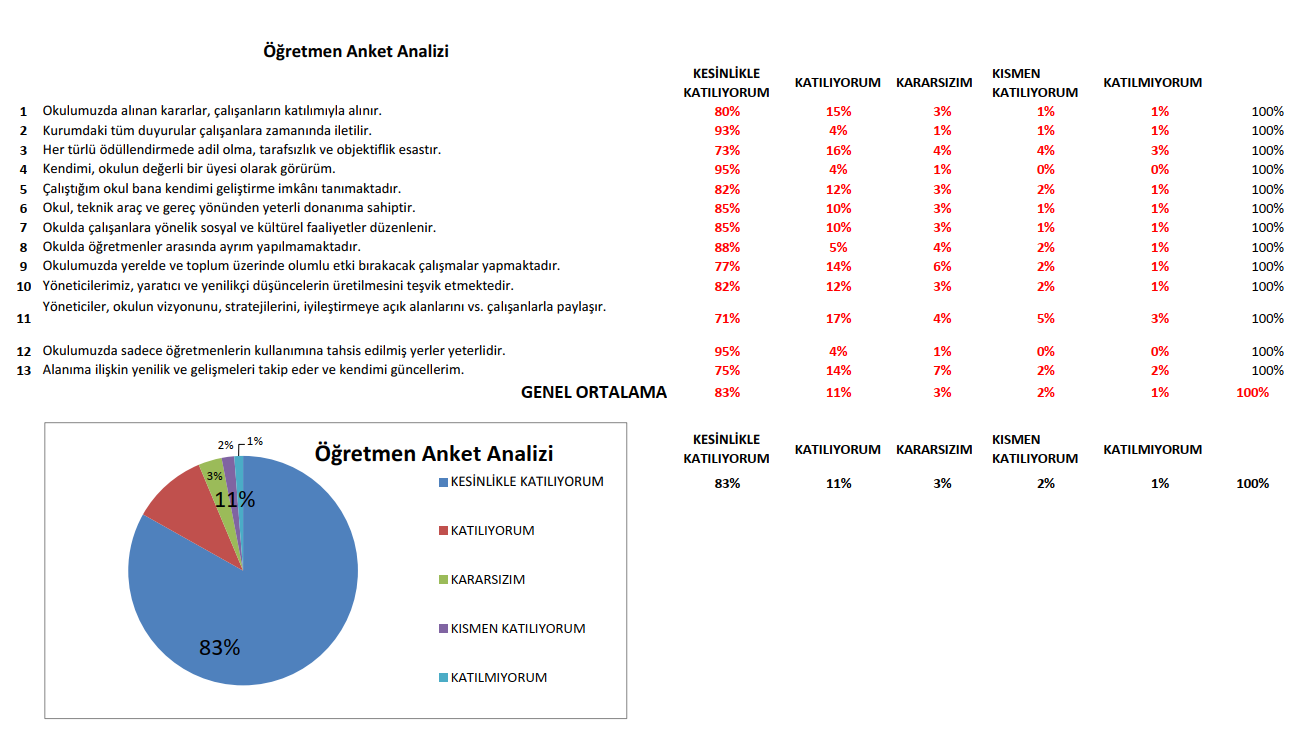 Öğretmen Anket Analizi
KESİNLİKLE KATILIYORUM KATILIYORUM KARARSIZIM KISMEN KATILIYORUM KATILMIYORUM
1 Okulumuzda alınan kararlar, çalışanların katılımıyla alınır. 80% 15% 3% 1% 1% 100%
2 Kurumdaki tüm duyurular çalışanlara zamanında iletilir. 93% 4% 1% 1% 1% 100%
3 Her türlü ödüllendirmede adil olma, tarafsızlık ve objektiflik esastır. 73% 16% 4% 4% 3% 100%
4 Kendimi, okulun değerli bir üyesi olarak görürüm. 95% 4% 1% 0% 0% 100%
5 Çalıştığım okul bana kendimi geliştirme imkânı tanımaktadır. 82% 12% 3% 2% 1% 100%
6 Okul, teknik araç ve gereç yönünden yeterli donanıma sahiptir. 85% 10% 3% 1% 1% 100%
7 Okulda çalışanlara yönelik sosyal ve kültürel faaliyetler düzenlenir. 85% 10% 3% 1% 1% 100%
8 Okulda öğretmenler arasında ayrım yapılmamaktadır. 88% 5% 4% 2% 1% 100%
9 Okulumuzda yerelde ve toplum üzerinde olumlu etki bırakacak çalışmalar yapmaktadır. 77% 14% 6% 2% 1% 100%
10 Yöneticilerimiz, yaratıcı ve yenilikçi düşüncelerin üretilmesini teşvik etmektedir. 82% 12% 3% 2% 1% 100%
11 Yöneticiler, okulun vizyonunu, stratejilerini, iyileştirmeye açık alanlarını vs. çalışanlarla paylaşır. 71% 17% 4% 5% 3% 100%
12 Okulumuzda sadece öğretmenlerin kullanımına tahsis edilmiş yerler yeterlidir. 95% 4% 1% 0% 0% 100%
13 Alanıma ilişkin yenilik ve gelişmeleri takip eder ve kendimi güncellerim. 75% 14% 7% 2% 2% 100%
GENEL ORTALAMA 83% 11% 3% 2% 1% 100%
Öğretmen Anket Analizi
2% 1%
3%
11%
83%
KESİNLİKLE KATILIYORUM
KATILIYORUM
KARARSIZIM
KISMEN KATILIYORUM
KATILMIYORUM
KESİNLİKLE KATILIYORUM KATILIYORUM KARARSIZIM KISMEN KATILIYORUM KATILMIYORUM
83% 11% 3% 2% 1% 100%